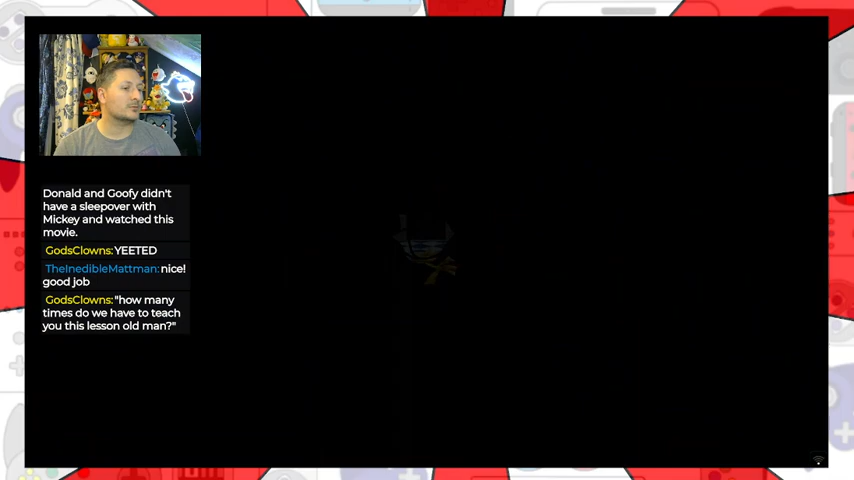 Donald and Goofy didn't
have a sleepover with
Mickey and watched this
movie.
GodsClowns: YEETED
TheInedibleMattman: nice!
good job
GodsClowns: "how many
times do we have to teach
you this lesson old man?"